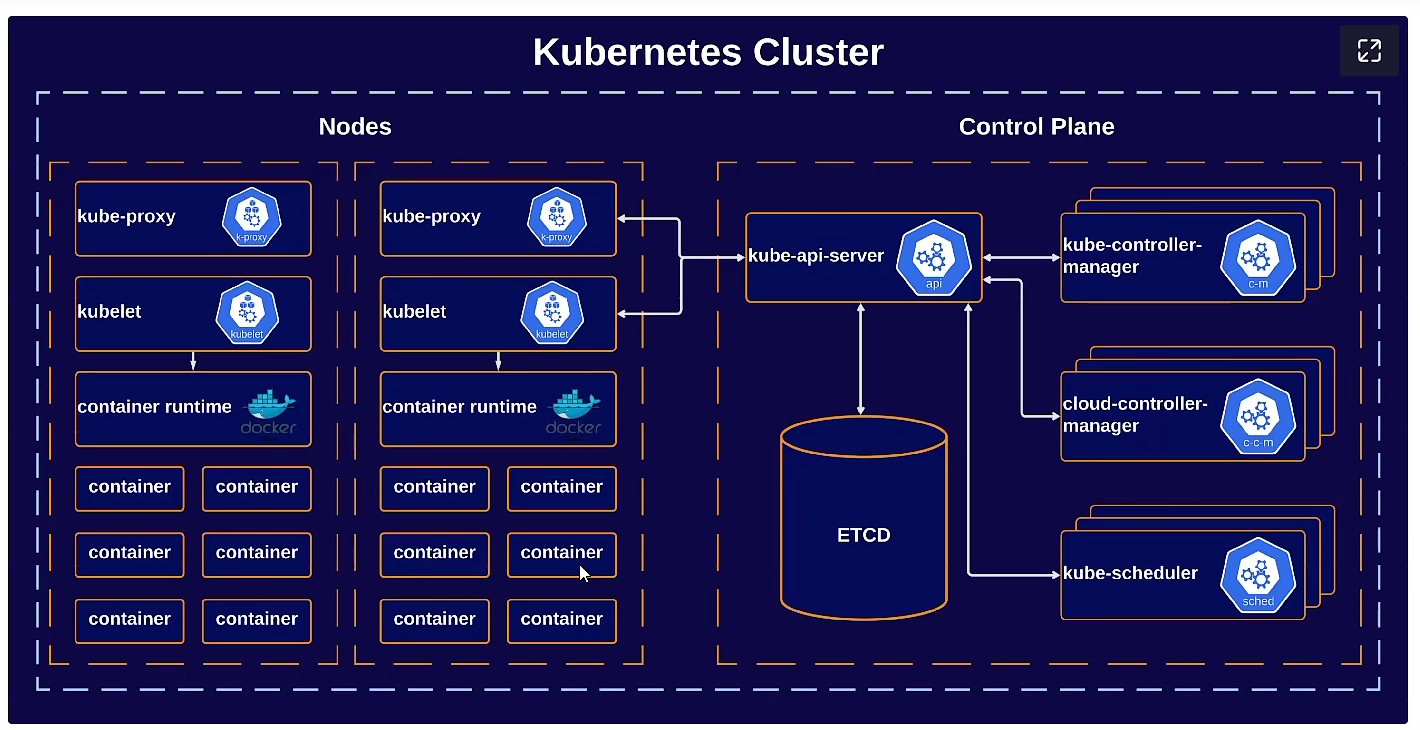 Kubernetes Cluster
Nodes
Control Plane
kube-proxy
k-proxy
kubelet
kubelet
container runtime
docker
container
container
container
container
container
container
kube-proxy
k-proxy
kubelet
kubelet
container runtime
docker
container
container
container
container
container
container
kube-api-server
api
ETCD
kube-controller-
manager
c-m
cloud-controller-
manager
c-c-m
kube-scheduler
sched